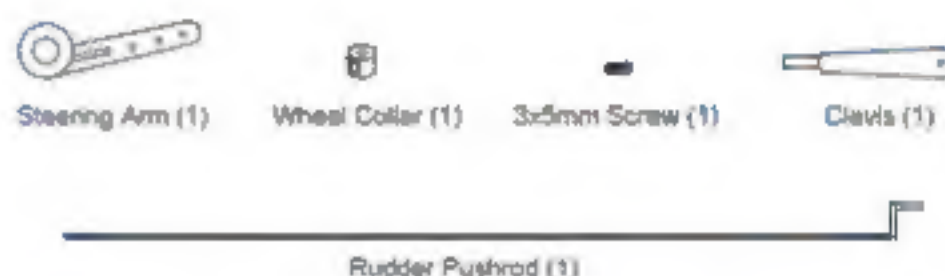 Steering Arm (1)
Wheel Collar (1)
3x5mm Screw (1)
Clevis (1)
Rudder Pushrod (1)